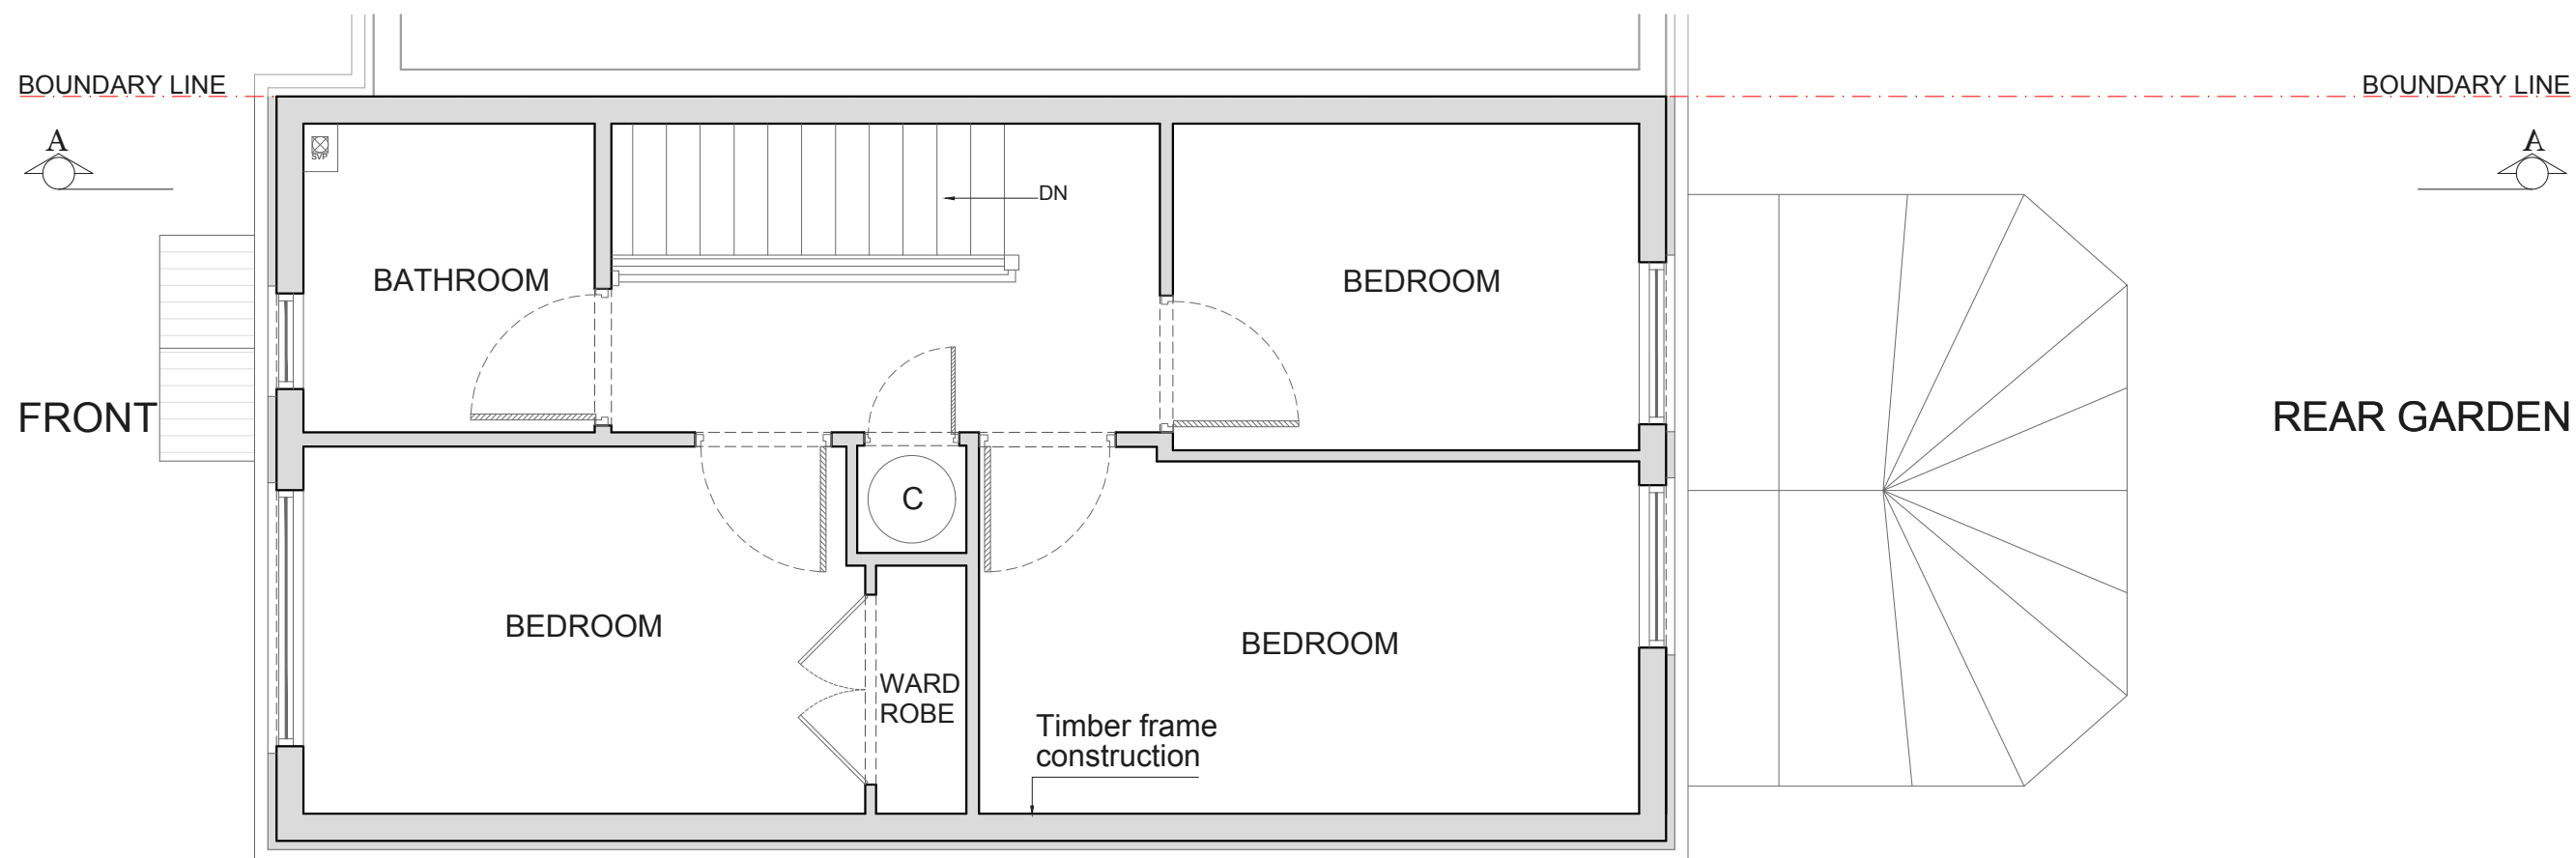 BOUNDARY LINE
BOUNDARY LINE
A
A
SVP
DN
BATHROOM
BEDROOM
FRONT
REAR GARDEN
C
BEDROOM
BEDROOM
WARD
ROBE
Timber frame
construction